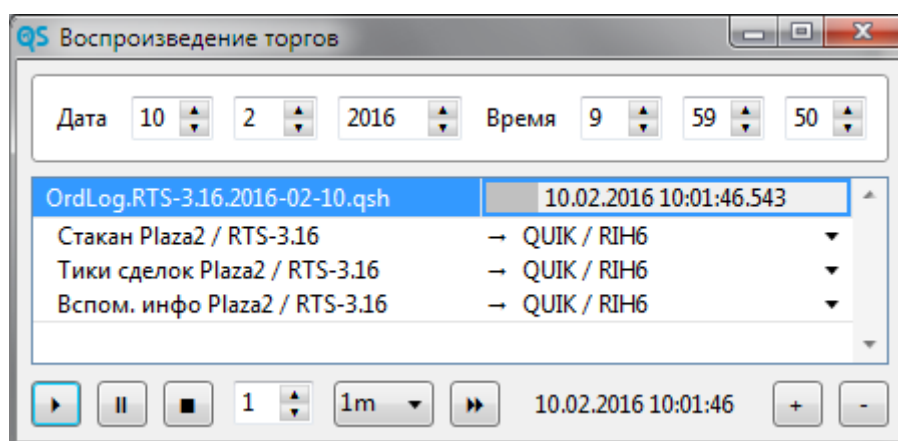 QS Воспроизведение торгов
Дата 10 2 2016 Время 9 59 50
OrdLog.RTS-3.16.2016-02-10.qsh 10.02.2016 10:01:46.543
Стакан Plaza2 / RTS-3.16 → QUIK / RIH6
Тики сделок Plaza2 / RTS-3.16 → QUIK / RIH6
Вспом. инфо Plaza2 / RTS-3.16 → QUIK / RIH6
1 1m 10.02.2016 10:01:46 + -